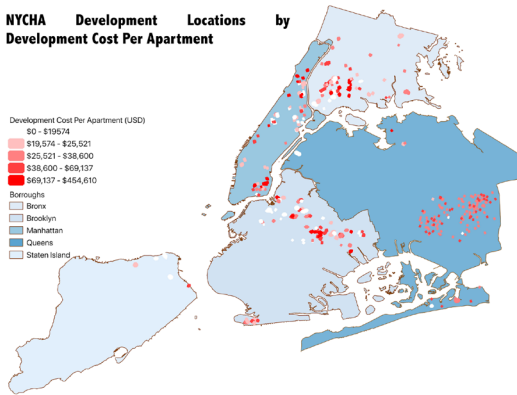 NYCHA Development Locations by
Development Cost Per Apartment
Development Cost Per Apartment (USD)
$0 - $19574
$19,574 - $25,521
$25,521 - $38,600
$38,600 - $69,137
$69,137 - $454,610
Boroughs
Bronx
Brooklyn
Manhattan
Queens
Staten Island